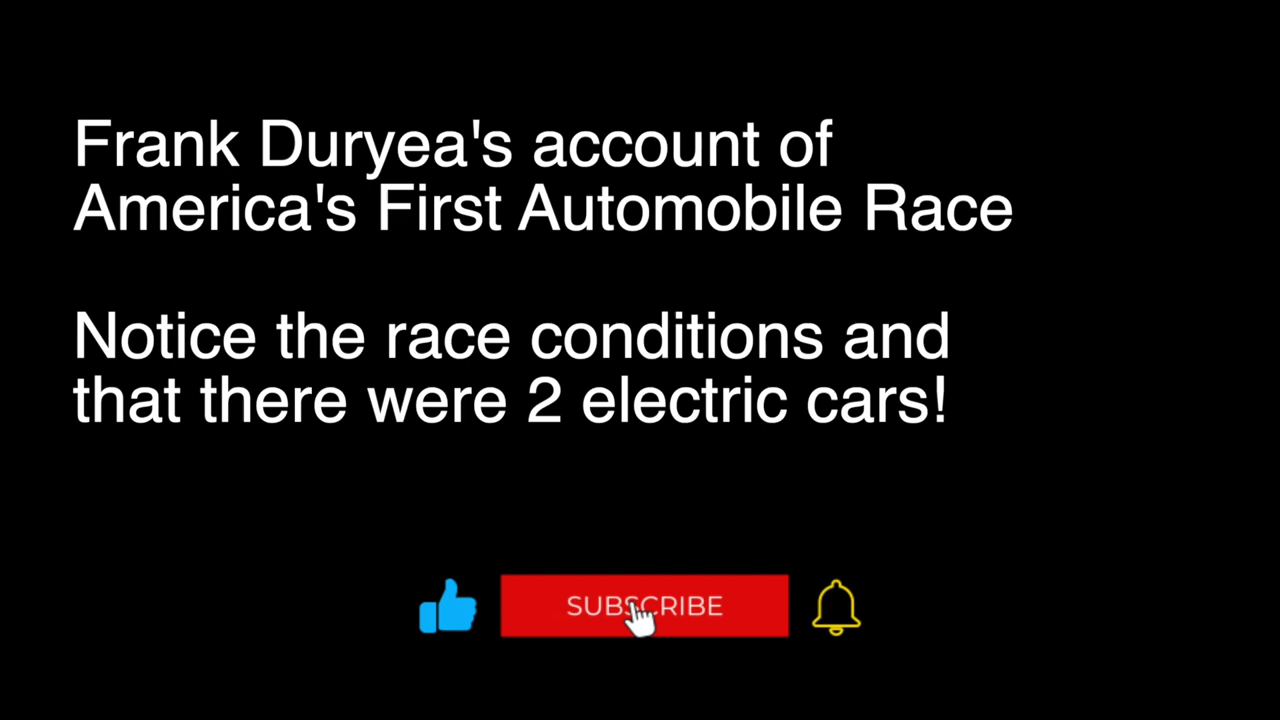 Frank Duryea's account of
America's First Automobile Race
Notice the race conditions and
that there were 2 electric cars!
SUBSCRIBE